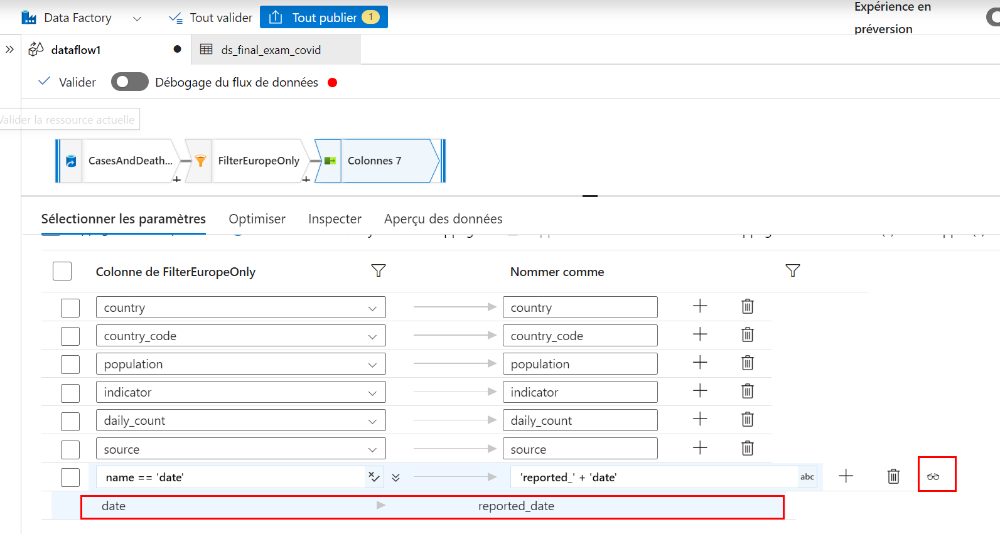 Data Factory
Tout valider
Tout publier 1
Expérience en
préversion
dataflow1
ds_final_exam_covid
Valider
Débogage du flux de données
Valider la ressource actuelle
CasesAndDeath...
FilterEuropeOnly
Colonnes 7
Sélectionner les paramètres
Optimiser
Inspecter
Aperçu des données
Colonne de FilterEuropeOnly
Nommer comme
country country
country_code country_code
population population
indicator indicator
daily_count daily_count
source source
name == 'date' 'reported_' + 'date' abc
date reported_date